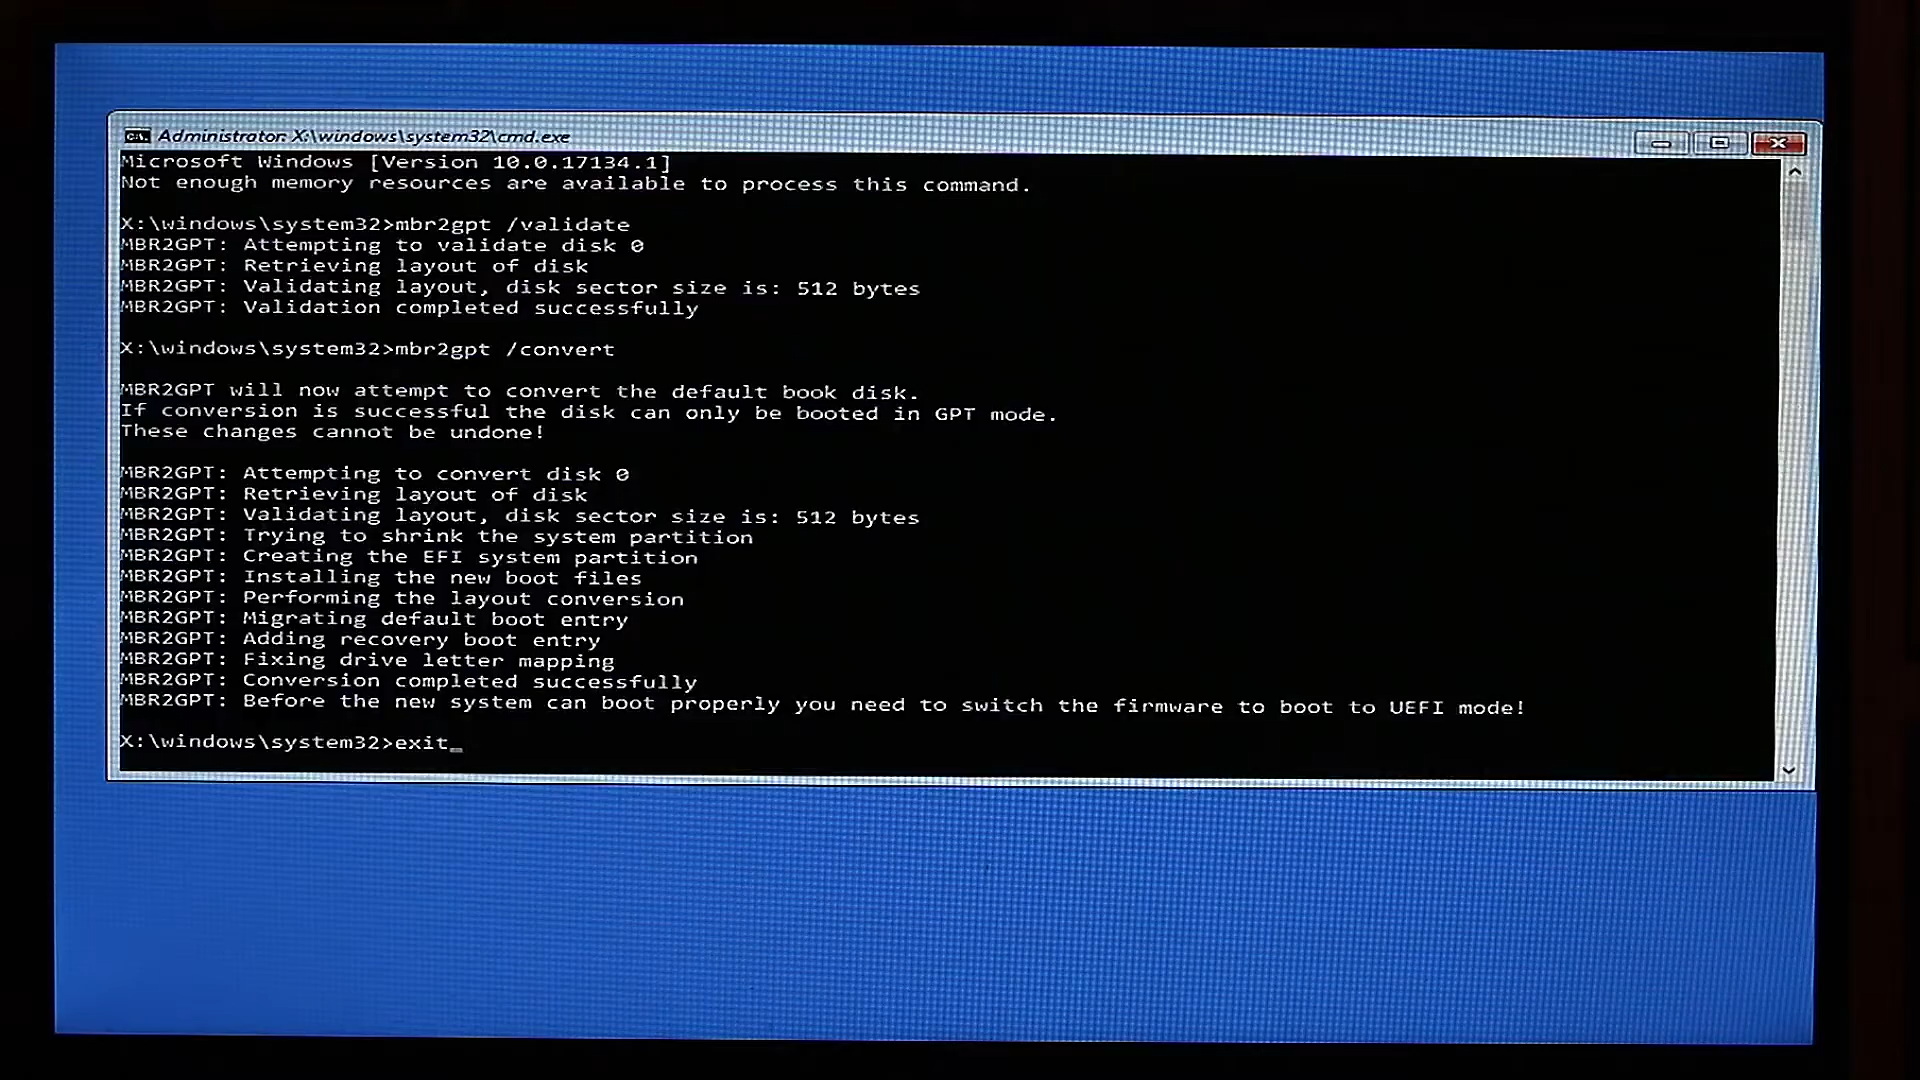 Administrator: X:\windows\system32\cmd.exe
Microsoft Windows [Version 10.0.17134.1]
Not enough memory resources are available to process this command.
X:\windows\system32>mbr2gpt /validate
MBR2GPT: Attempting to validate disk 0
MBR2GPT: Retrieving layout of disk
MBR2GPT: Validating layout, disk sector size is: 512 bytes
MBR2GPT: Validation completed successfully
X:\windows\system32>mbr2gpt /convert
MBR2GPT will now attempt to convert the default book disk.
If conversion is successful the disk can only be booted in GPT mode.
These changes cannot be undone!
MBR2GPT: Attempting to convert disk 0
MBR2GPT: Retrieving layout of disk
MBR2GPT: Validating layout, disk sector size is: 512 bytes
MBR2GPT: Trying to shrink the system partition
MBR2GPT: Creating the EFI system partition
MBR2GPT: Installing the new boot files
MBR2GPT: Performing the layout conversion
MBR2GPT: Migrating default boot entry
MBR2GPT: Adding recovery boot entry
MBR2GPT: Fixing drive letter mapping
MBR2GPT: Conversion completed successfully
MBR2GPT: Before the new system can boot properly you need to switch the firmware to boot to UEFI mode!
X:\windows\system32>exit_